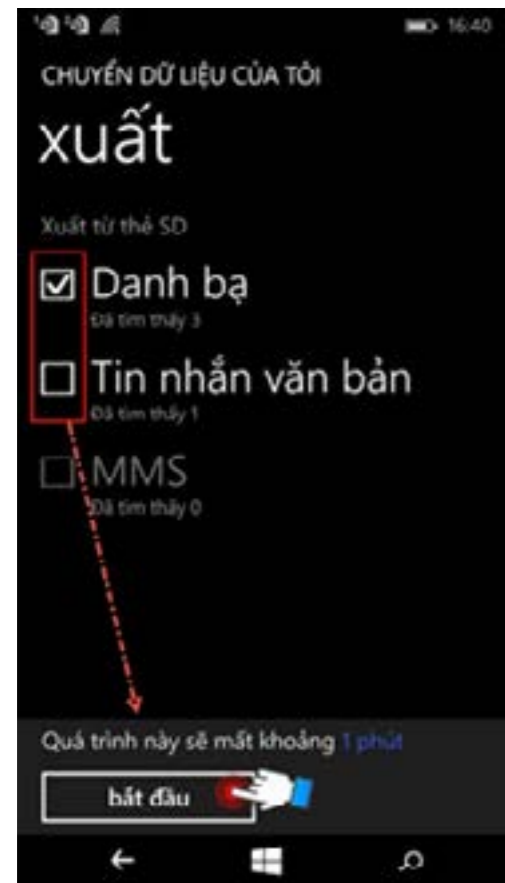 16:40
CHUYỂN DỮ LIỆU CỦA TÔI
xuất
Xuất từ thẻ SD
Danh bạ
Đã tìm thấy 3
Tin nhắn văn bản
Đã tìm thấy 1
MMS
Đã tìm thấy 0
Quá trình này sẽ mất khoảng 1 phút
bắt đầu